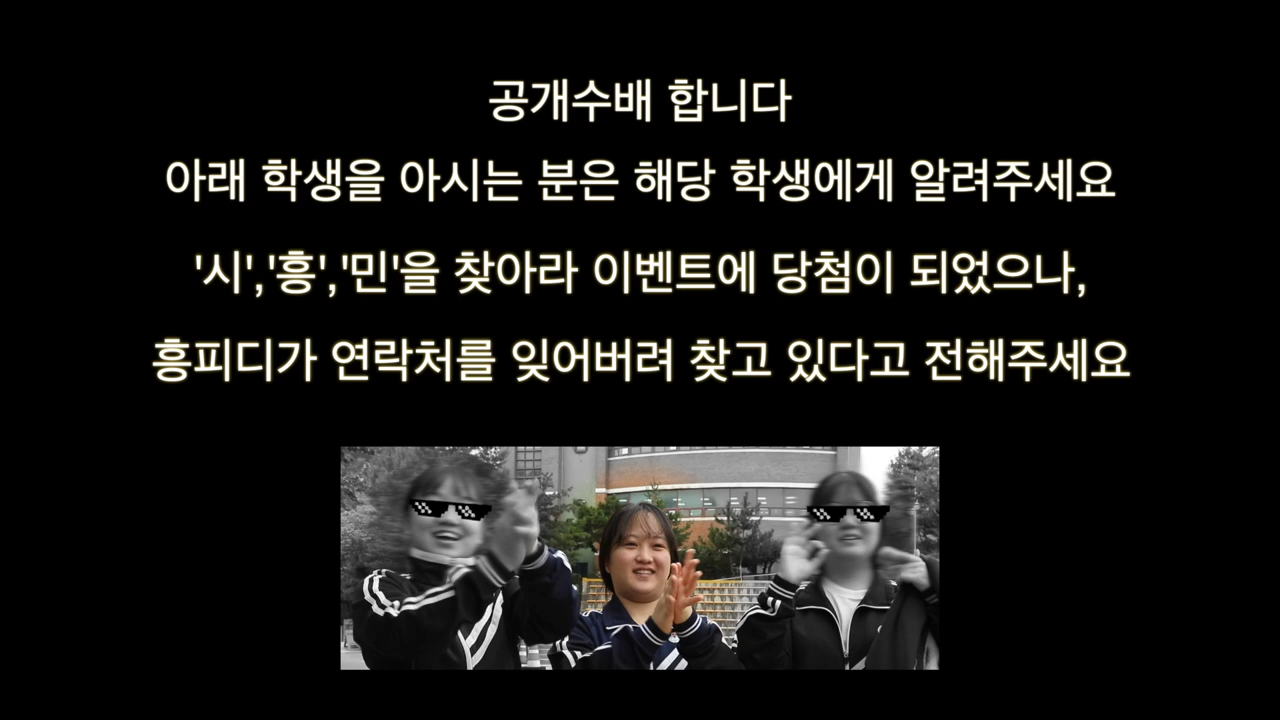 공개수배 합니다
아래 학생을 아시는 분은 해당 학생에게 알려주세요
'시','흥','민'을 찾아라 이벤트에 당첨이 되었으나,
흥피디가 연락처를 잊어버려 찾고 있다고 전해주세요